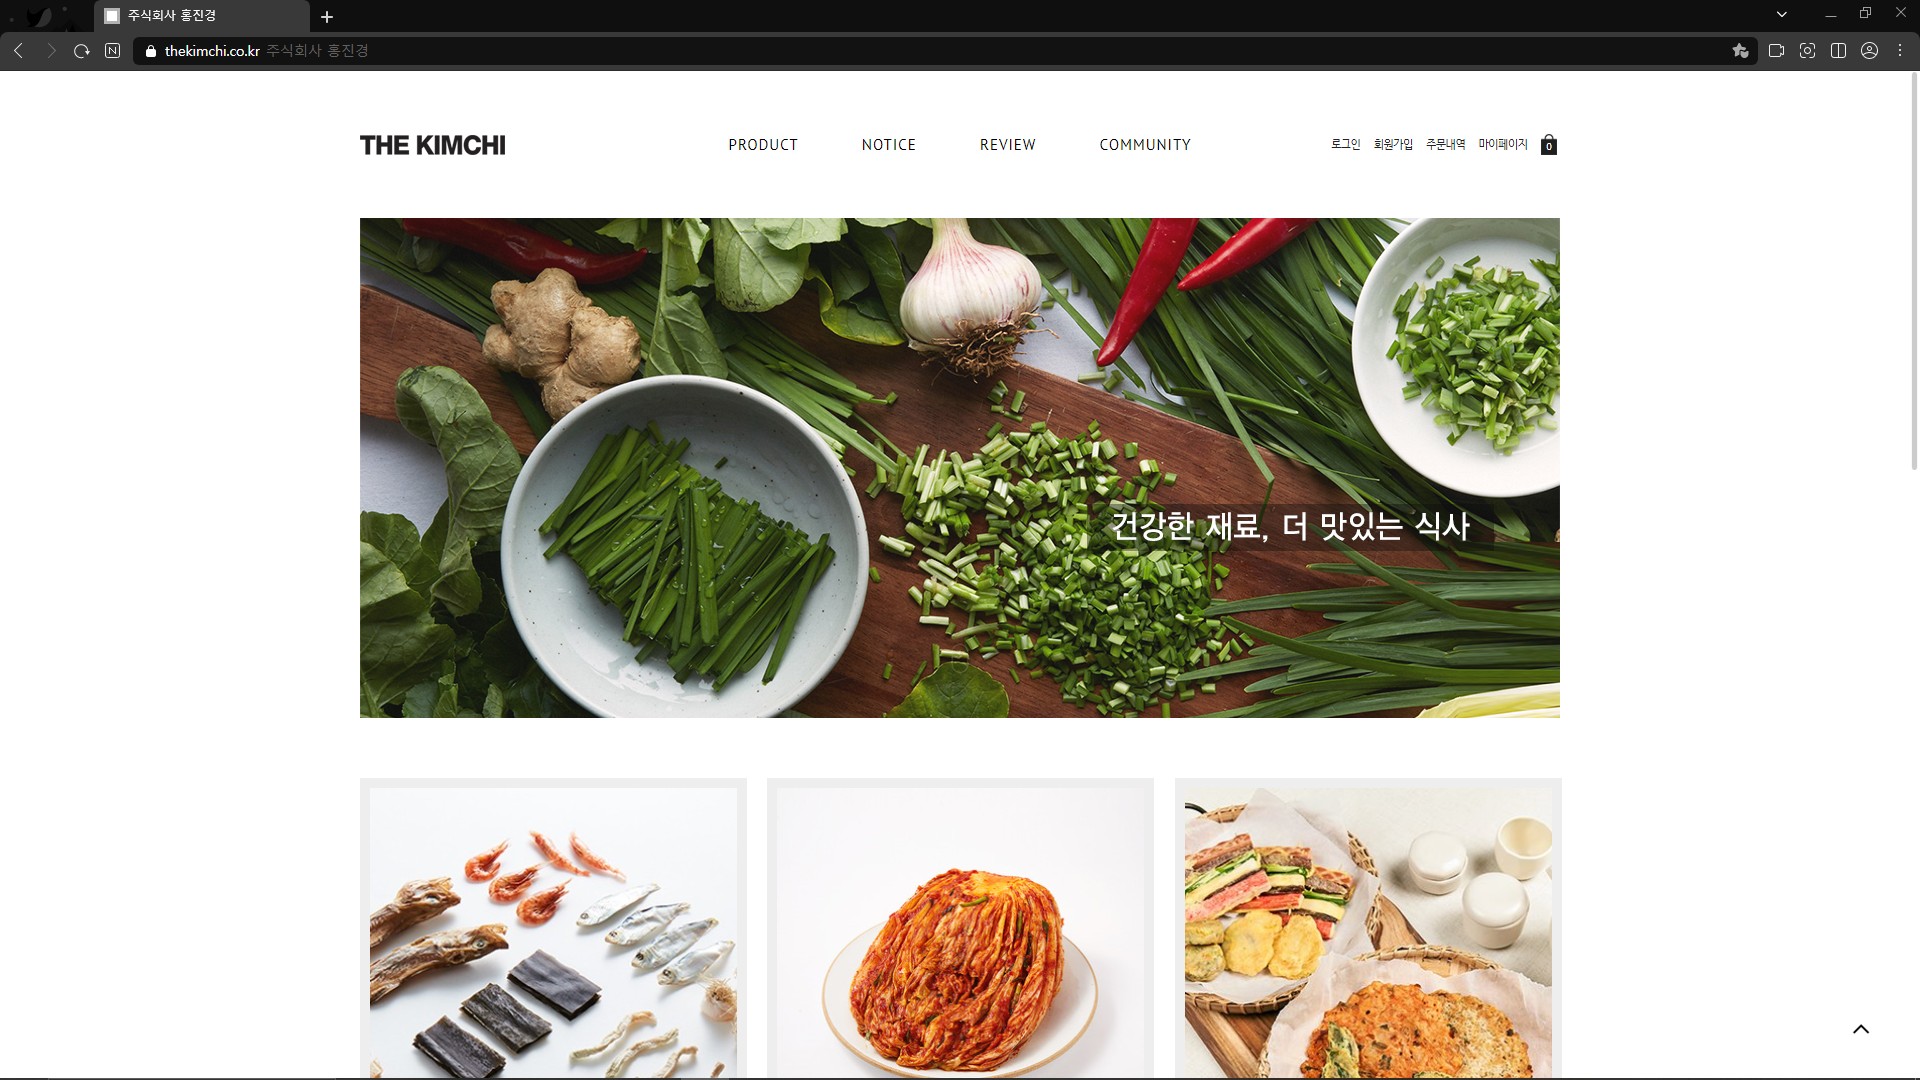 주식회사 홍진경
thekimchi.co.kr 주식회사 홍진경
THE KIMCHI
PRODUCT NOTICE REVIEW COMMUNITY
로그인 회원가입 주문내역 마이페이지 0
건강한 재료, 더 맛있는 식사